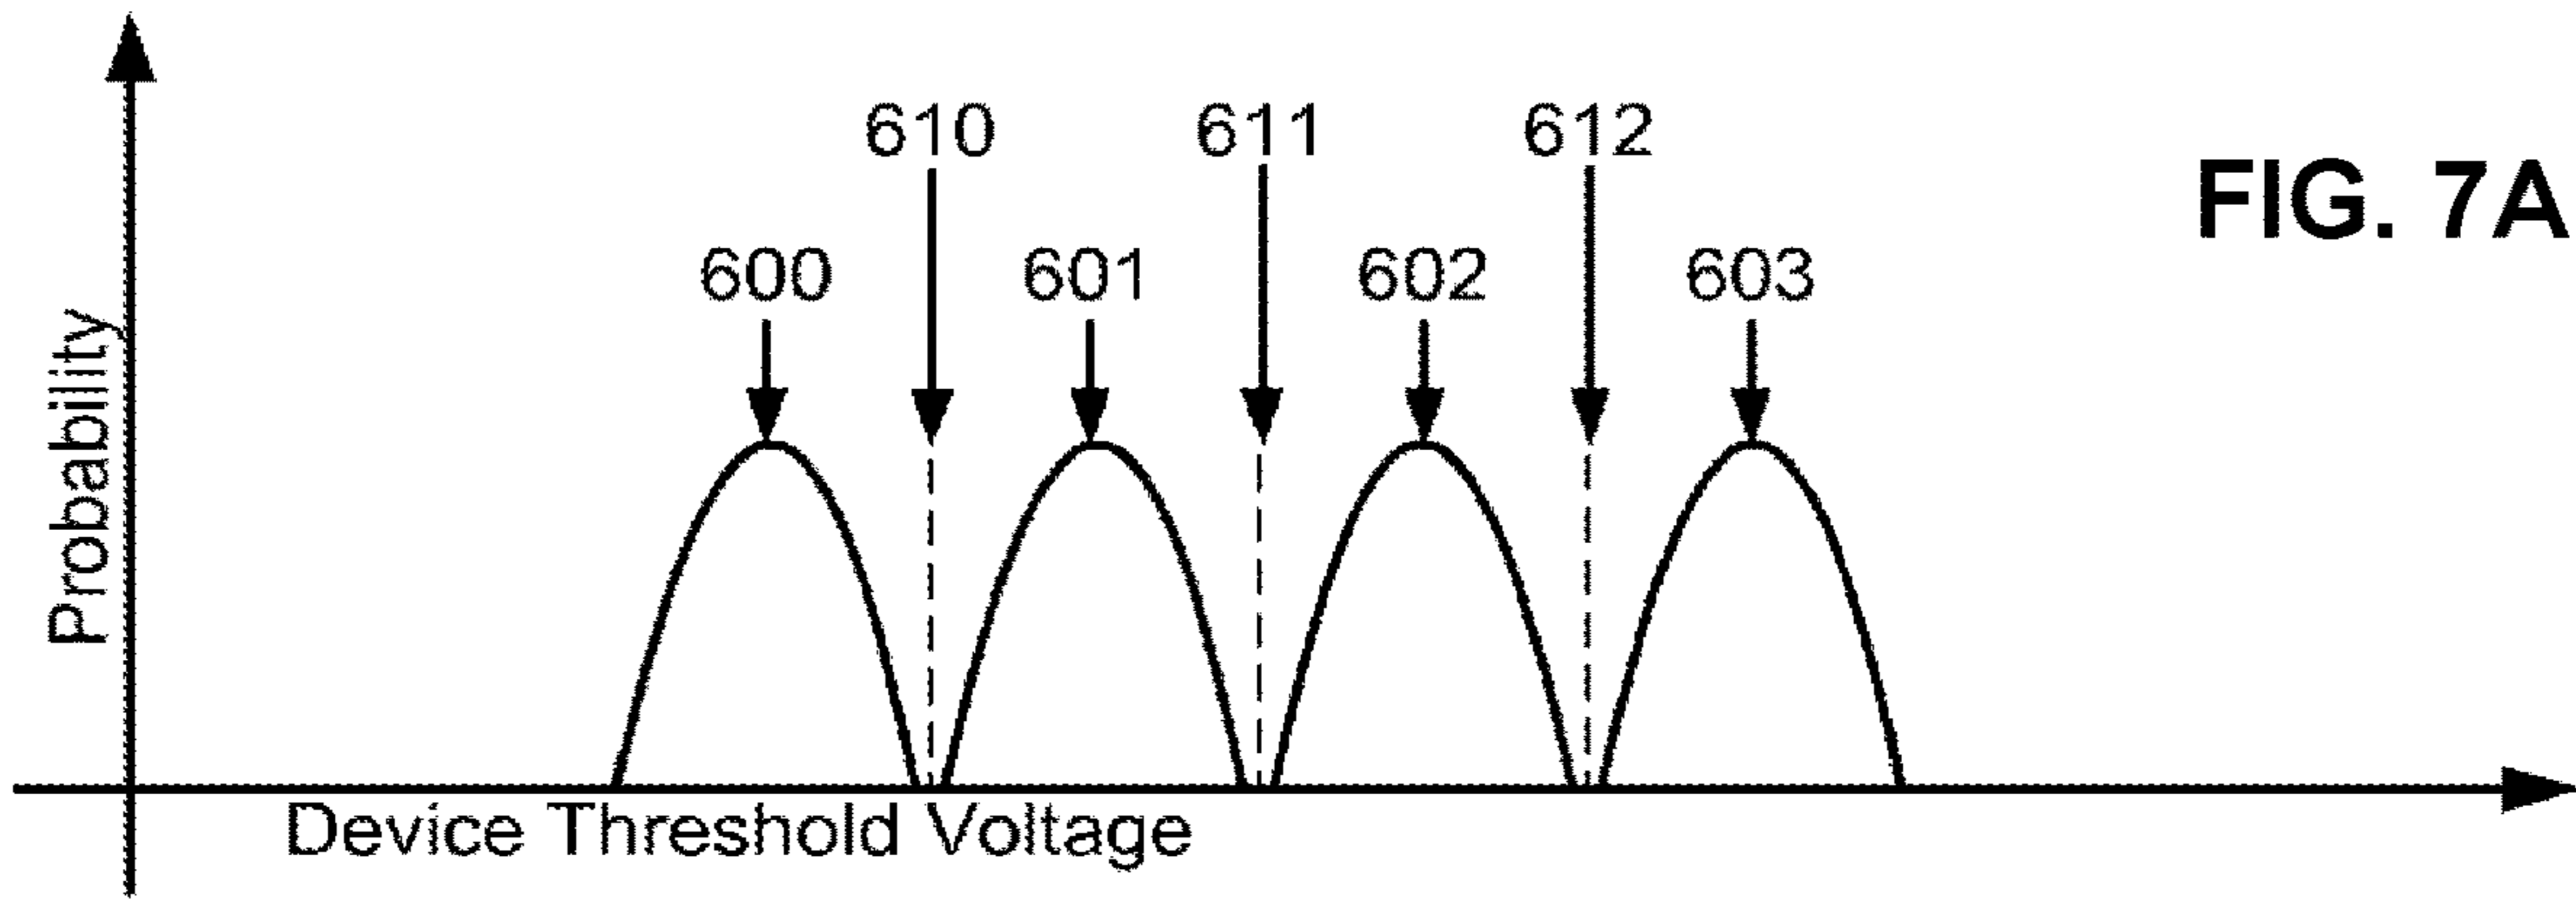 610 611 612
FIG. 7A
600 601 602 603
Probability
Device Threshold Voltage